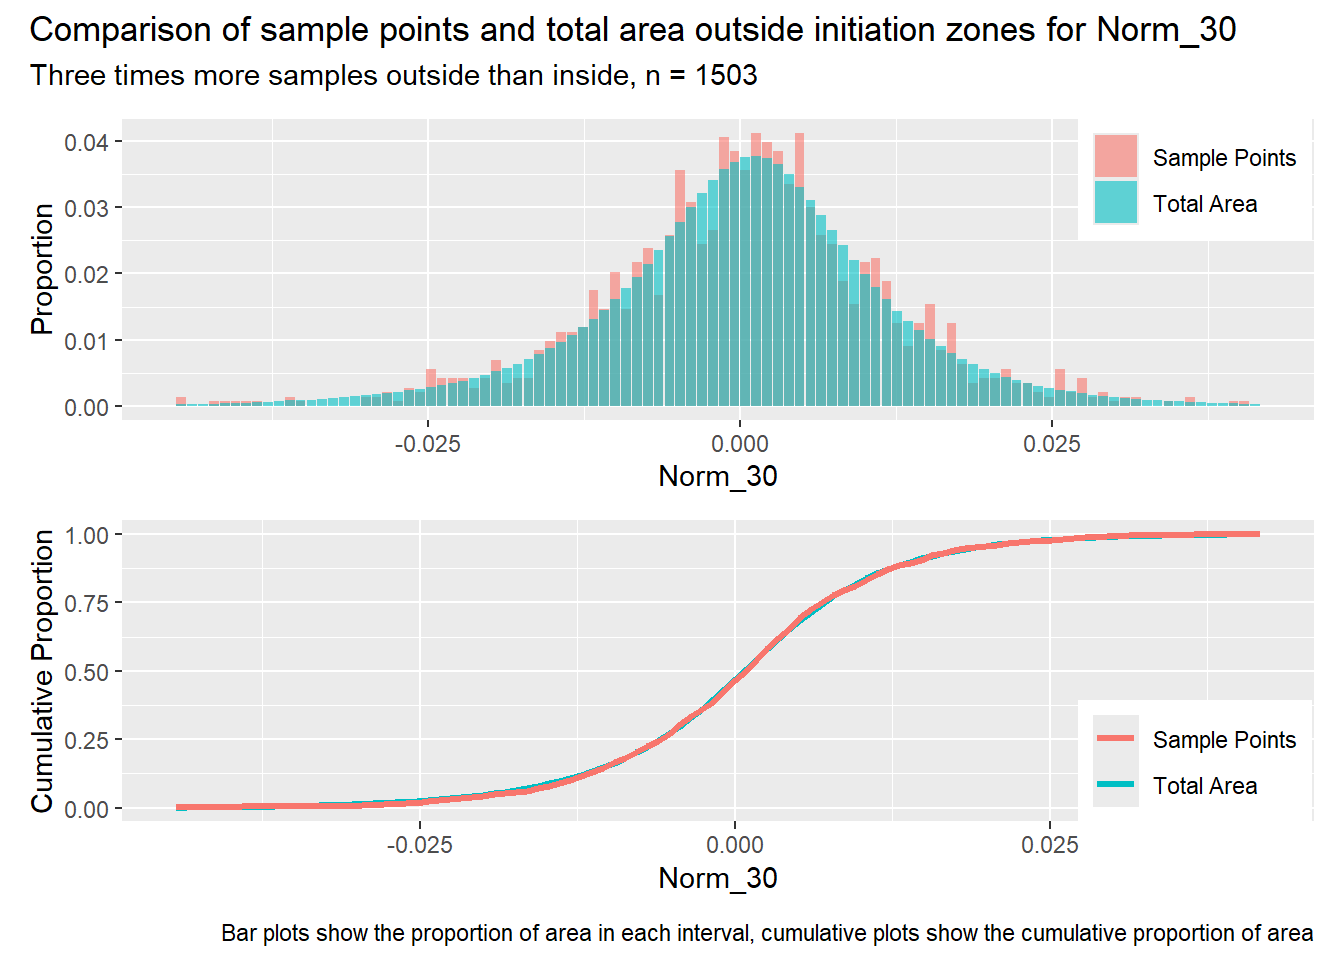 Comparison of sample points and total area outside initiation zones for Norm_30
Three times more samples outside than inside, n = 1503
Proportion
0.04
0.03
0.02
0.01
0.00
Sample Points
Total Area
-0.025
0.000
0.025
Norm_30
Cumulative Proportion
1.00
0.75
0.50
0.25
0.00
Sample Points
Total Area
-0.025
0.000
0.025
Norm_30
Bar plots show the proportion of area in each interval, cumulative plots show the cumulative proportion of area